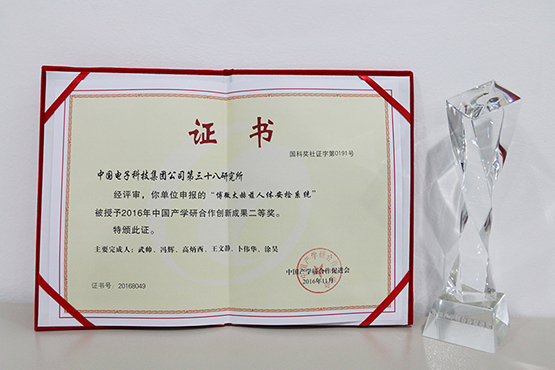 证书
国科奖社证字第0191号
中国电子科技集团公司第三十八研究所
经评审，你单位申报的“博微太赫兹人体安检系统”
被授予2016年中国产学研合作创新成果二等奖。
特颁此证。
主要完成人：武帅、冯辉、高炳西、王文静、卜伟华、涂昊
中国产学研合作促进会
2016年11月
证书号：20168049